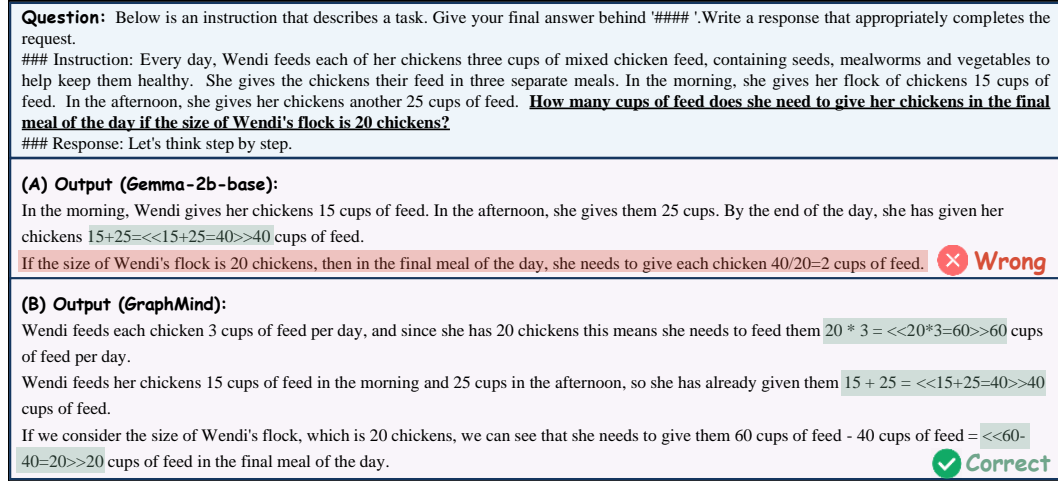 Question: Below is an instruction that describes a task. Give your final answer behind '#### '.Write a response that appropriately completes the
request.
### Instruction: Every day, Wendi feeds each of her chickens three cups of mixed chicken feed, containing seeds, mealworms and vegetables to
help keep them healthy. She gives the chickens their feed in three separate meals. In the morning, she gives her flock of chickens 15 cups of
feed. In the afternoon, she gives her chickens another 25 cups of feed. How many cups of feed does she need to give her chickens in the final
meal of the day if the size of Wendi's flock is 20 chickens?
### Response: Let's think step by step.
(A) Output (Gemma-2b-base):
In the morning, Wendi gives her chickens 15 cups of feed. In the afternoon, she gives them 25 cups. By the end of the day, she has given her
chickens 15+25=<<15+25=40>>40 cups of feed.
If the size of Wendi's flock is 20 chickens, then in the final meal of the day, she needs to give each chicken 40/20=2 cups of feed.
Wrong
(B) Output (GraphMind):
Wendi feeds each chicken 3 cups of feed per day, and since she has 20 chickens this means she needs to feed them 20 * 3 = <<20*3=60>>60 cups
of feed per day.
Wendi feeds her chickens 15 cups of feed in the morning and 25 cups in the afternoon, so she has already given them 15 + 25 = <<15+25=40>>40
cups of feed.
If we consider the size of Wendi's flock, which is 20 chickens, we can see that she needs to give them 60 cups of feed - 40 cups of feed = <<60-
40=20>>20 cups of feed in the final meal of the day.
Correct